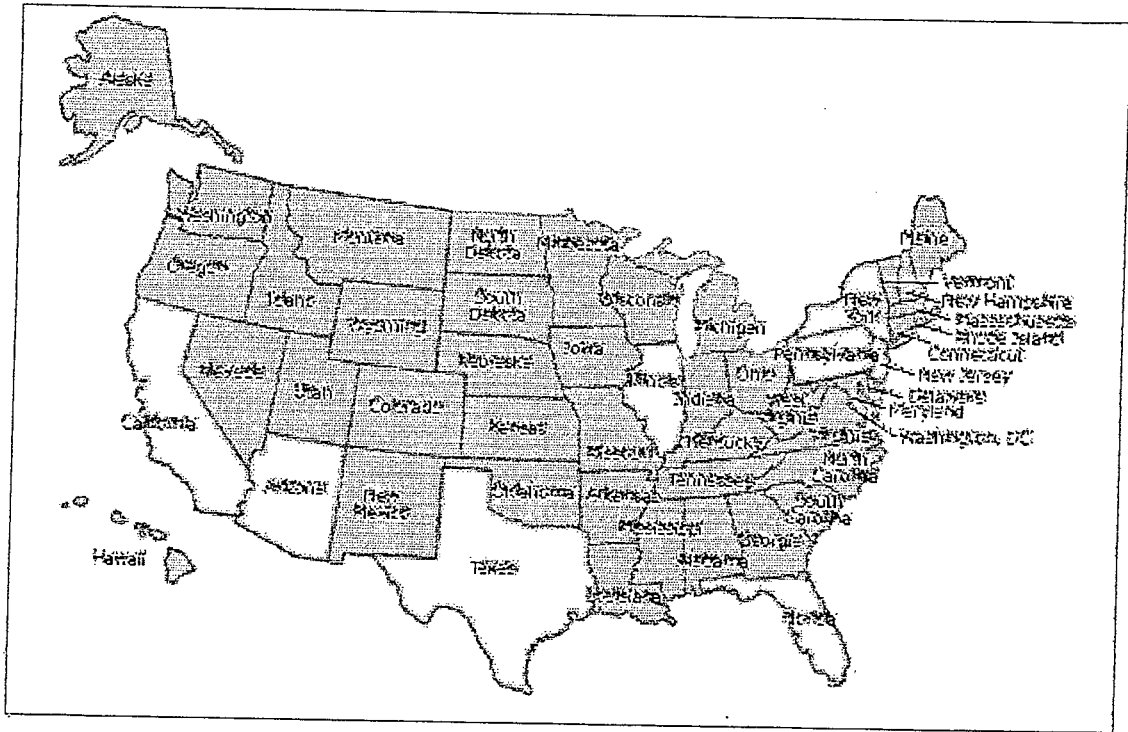 Alaska
Washington
Montana
North
Dakota
Minnesota
Maine
Oregon
Idaho
Wyoming
South
Dakota
Wisconsin
Michigan
New
York
Vermont
New Hampshire
Massachusetts
Rhode Island
Connecticut
New Jersey
Delaware
Maryland
Washington, DC
Nevada
Utah
Colorado
Nebraska
Iowa
Illinois
Indiana
Ohio
Pennsylvania
West
Virginia
Virginia
California
Kansas
Missouri
Kentucky
Tennessee
North
Carolina
South
Carolina
Arizona
New
Mexico
Oklahoma
Arkansas
Mississippi
Alabama
Georgia
Hawaii
Texas
Louisiana
Florida